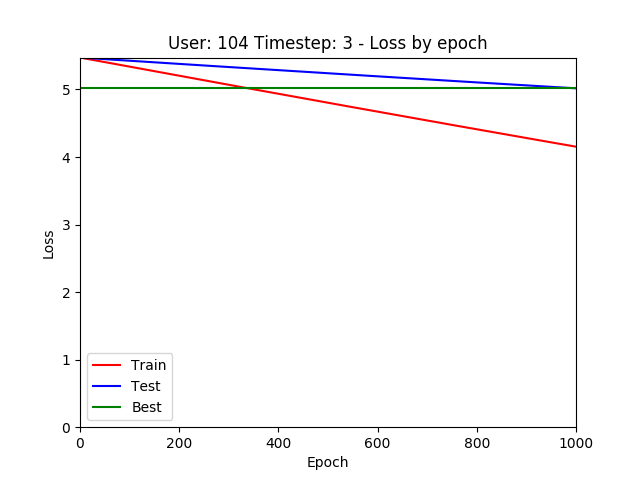 User: 104 Timestep: 3 - Loss by epoch
5
4
3
2
1
0
Loss
Train
Test
Best
0 200 400 600 800 1000
Epoch